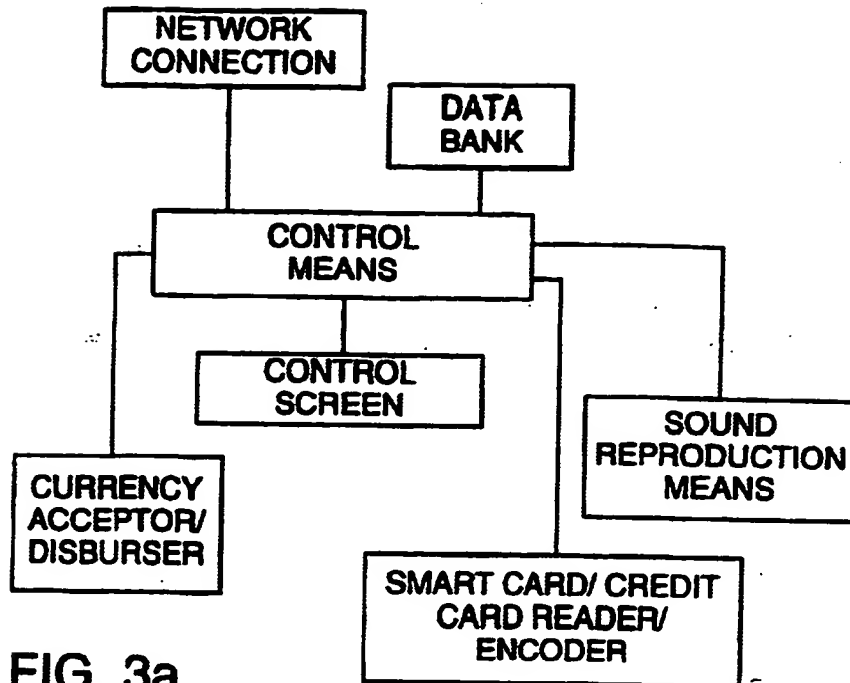 NETWORK
CONNECTION
DATA
BANK
CONTROL
MEANS
CONTROL
SCREEN
SOUND
REPRODUCTION
MEANS
CURRENCY
ACCEPTOR/
DISBURSER
SMART CARD/ CREDIT
CARD READER/
ENCODER
FIG. 3a